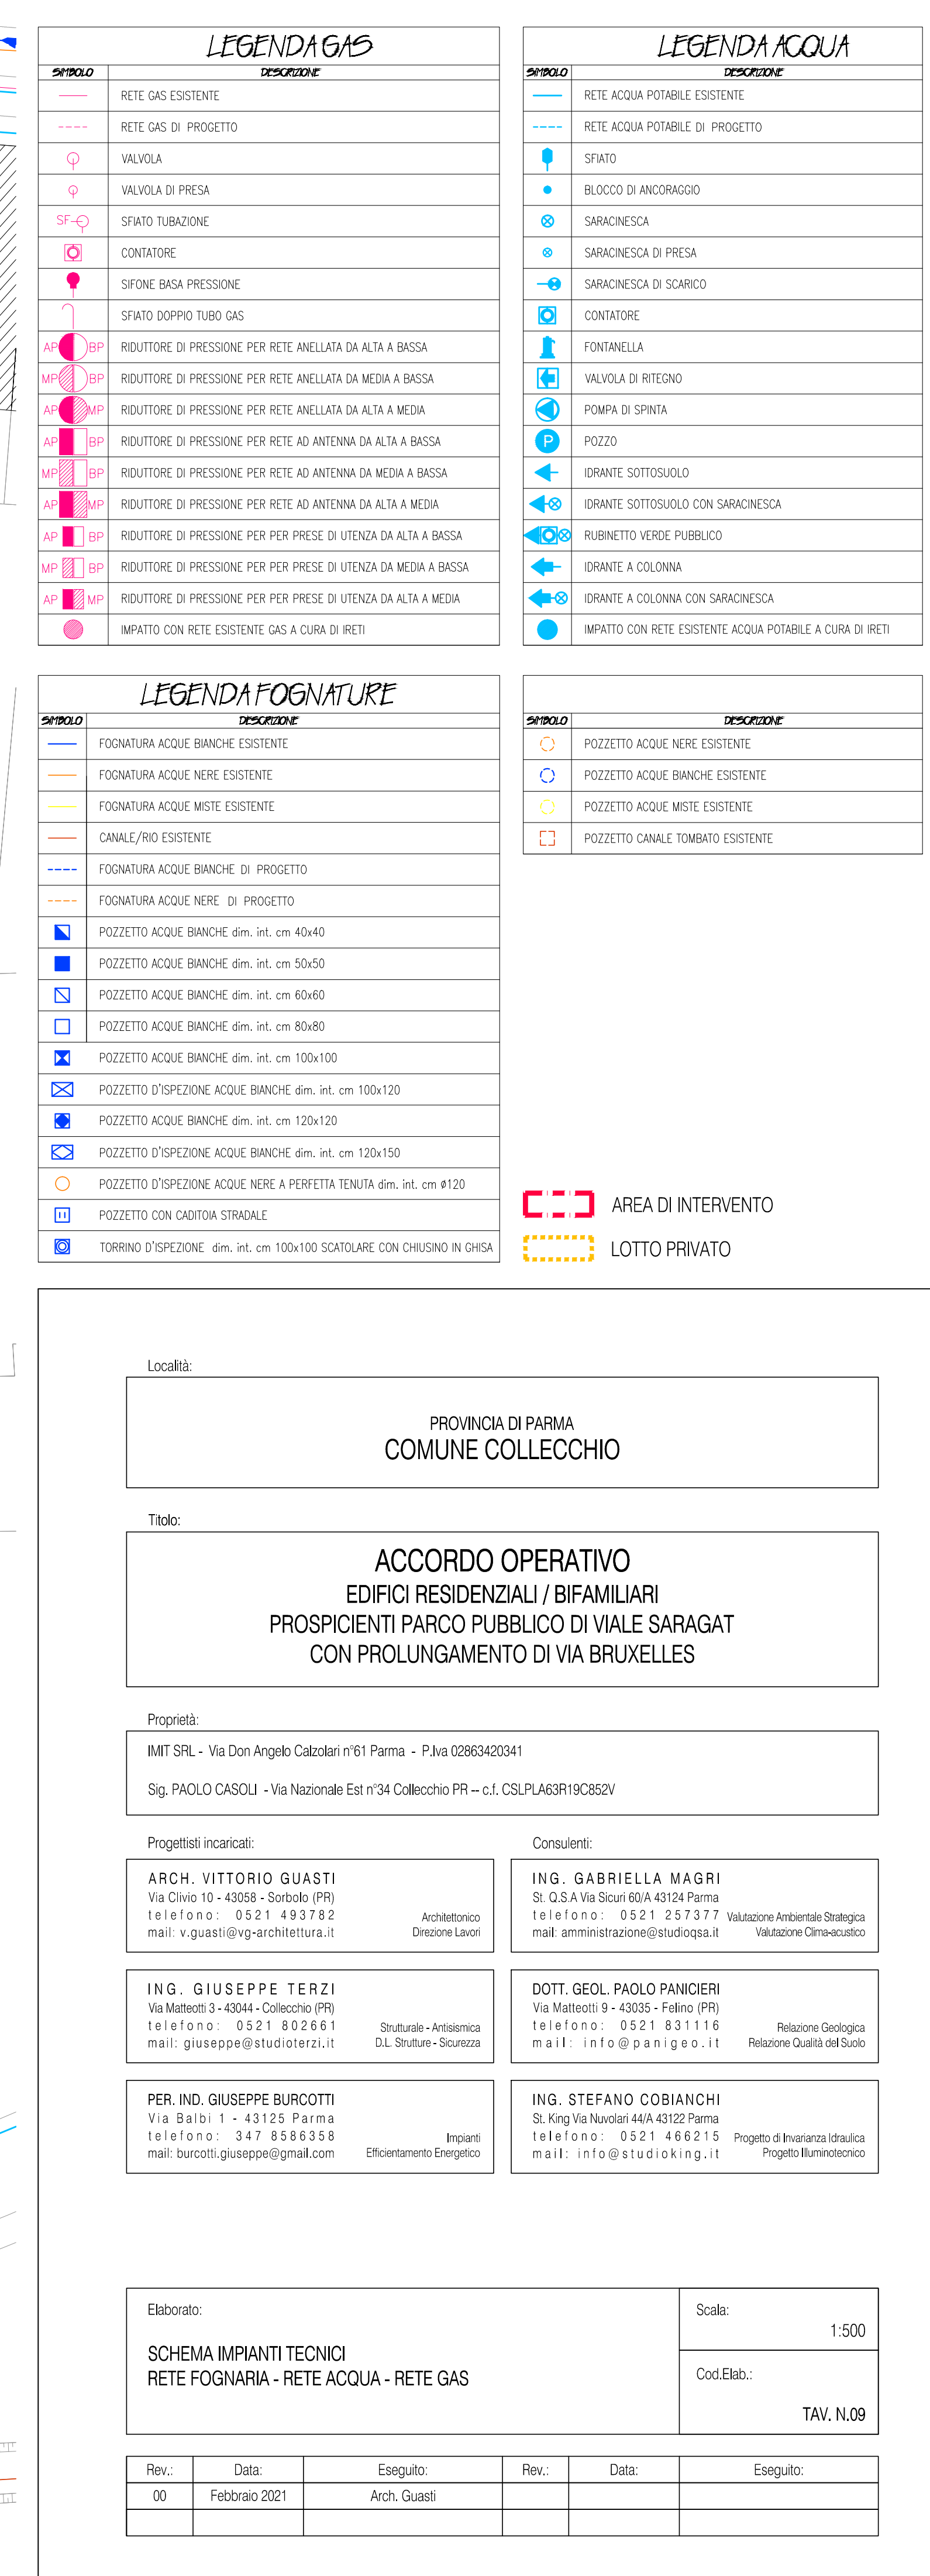 LEGENDA GAS
SIMBOLO DESCRIZIONE
RETE GAS ESISTENTE
RETE GAS DI PROGETTO
VALVOLA
VALVOLA DI PRESA
SF SFIATO TUBAZIONE
CONTATORE
SIFONE BASA PRESSIONE
SFIATO DOPPIO TUBO GAS
AP BP RIDUTTORE DI PRESSIONE PER RETE ANELLATA DA ALTA A BASSA
MP BP RIDUTTORE DI PRESSIONE PER RETE ANELLATA DA MEDIA A BASSA
AP MP RIDUTTORE DI PRESSIONE PER RETE ANELLATA DA ALTA A MEDIA
AP BP RIDUTTORE DI PRESSIONE PER RETE AD ANTENNA DA ALTA A BASSA
MP BP RIDUTTORE DI PRESSIONE PER RETE AD ANTENNA DA MEDIA A BASSA
AP MP RIDUTTORE DI PRESSIONE PER RETE AD ANTENNA DA ALTA A MEDIA
AP BP RIDUTTORE DI PRESSIONE PER PER PRESE DI UTENZA DA ALTA A BASSA
MP BP RIDUTTORE DI PRESSIONE PER PER PRESE DI UTENZA DA MEDIA A BASSA
AP MP RIDUTTORE DI PRESSIONE PER PER PRESE DI UTENZA DA ALTA A MEDIA
IMPATTO CON RETE ESISTENTE GAS A CURA DI IRETI
LEGENDA ACQUA
SIMBOLO DESCRIZIONE
RETE ACQUA POTABILE ESISTENTE
RETE ACQUA POTABILE DI PROGETTO
SFIATO
BLOCCO DI ANCORAGGIO
SARACINESCA
SARACINESCA DI PRESA
SARACINESCA DI SCARICO
CONTATORE
FONTANELLA
VALVOLA DI RITEGNO
POMPA DI SPINTA
P POZZO
IDRANTE SOTTOSUOLO
IDRANTE SOTTOSUOLO CON SARACINESCA
RUBINETTO VERDE PUBBLICO
IDRANTE A COLONNA
IDRANTE A COLONNA CON SARACINESCA
IMPATTO CON RETE ESISTENTE ACQUA POTABILE A CURA DI IRETI
LEGENDA FOGNATURE
SIMBOLO DESCRIZIONE
FOGNATURA ACQUE BIANCHE ESISTENTE
FOGNATURA ACQUE NERE ESISTENTE
FOGNATURA ACQUE MISTE ESISTENTE
CANALE/RIO ESISTENTE
FOGNATURA ACQUE BIANCHE DI PROGETTO
FOGNATURA ACQUE NERE DI PROGETTO
POZZETTO ACQUE BIANCHE dim. int. cm 40x40
POZZETTO ACQUE BIANCHE dim. int. cm 50x50
POZZETTO ACQUE BIANCHE dim. int. cm 60x60
POZZETTO ACQUE BIANCHE dim. int. cm 80x80
POZZETTO ACQUE BIANCHE dim. int. cm 100x100
POZZETTO D'ISPEZIONE ACQUE BIANCHE dim. int. cm 100x120
POZZETTO ACQUE BIANCHE dim. int. cm 120x120
POZZETTO D'ISPEZIONE ACQUE BIANCHE dim. int. cm 120x150
POZZETTO D'ISPEZIONE ACQUE NERE A PERFETTA TENUTA dim. int. cm ø120
POZZETTO CON CADITOIA STRADALE
TORRINO D'ISPEZIONE dim. int. cm 100x100 SCATOLARE CON CHIUSINO IN GHISA
SIMBOLO DESCRIZIONE
POZZETTO ACQUE NERE ESISTENTE
POZZETTO ACQUE BIANCHE ESISTENTE
POZZETTO ACQUE MISTE ESISTENTE
POZZETTO CANALE TOMBATO ESISTENTE
AREA DI INTERVENTO
LOTTO PRIVATO
Località:
PROVINCIA DI PARMA
COMUNE COLLECCHIO
Titolo:
ACCORDO OPERATIVO
EDIFICI RESIDENZIALI / BIFAMILIARI
PROSPICIENTI PARCO PUBBLICO DI VIALE SARAGAT
CON PROLUNGAMENTO DI VIA BRUXELLES
Proprietà:
IMIT SRL - Via Don Angelo Calzolari n°61 Parma - P.Iva 02863420341
Sig. PAOLO CASOLI - Via Nazionale Est n°34 Collecchio PR -- c.f. CSLPLA63R19C852V
Progettisti incaricati:
ARCH. VITTORIO GUASTI
Via Clivio 10 - 43058 - Sorbolo (PR)
telefono: 0521 493782 Architettonico
mail: v.guasti@vg-architettura.it Direzione Lavori
ING. GIUSEPPE TERZI
Via Matteotti 3 - 43044 - Collecchio (PR)
telefono: 0521 802661 Strutturale - Antisismica
mail: giuseppe@studioterzi.it D.L. Strutture - Sicurezza
PER. IND. GIUSEPPE BURCOTTI
Via Balbi 1 - 43125 Parma
telefono: 347 8586358 Impianti
mail: burcotti.giuseppe@gmail.com Efficientamento Energetico
Consulenti:
ING. GABRIELLA MAGRI
St. Q.S.A Via Sicuri 60/A 43124 Parma
telefono: 0521 257377 Valutazione Ambientale Strategica
mail: amministrazione@studioqsa.it Valutazione Clima-acustico
DOTT. GEOL. PAOLO PANICIERI
Via Matteotti 9 - 43035 - Felino (PR)
telefono: 0521 831116 Relazione Geologica
mail: info@panigeo.it Relazione Qualità del Suolo
ING. STEFANO COBIANCHI
St. King Via Nuvolari 44/A 43122 Parma
telefono: 0521 466215 Progetto di Invarianza Idraulica
mail: info@studioking.it Progetto Illuminotecnico
Elaborato:
SCHEMA IMPIANTI TECNICI
RETE FOGNARIA - RETE ACQUA - RETE GAS
Scala:
1:500
Cod.Elab.:
TAV. N.09
Rev.: Data: Eseguito: Rev.: Data: Eseguito:
00 Febbraio 2021 Arch. Guasti